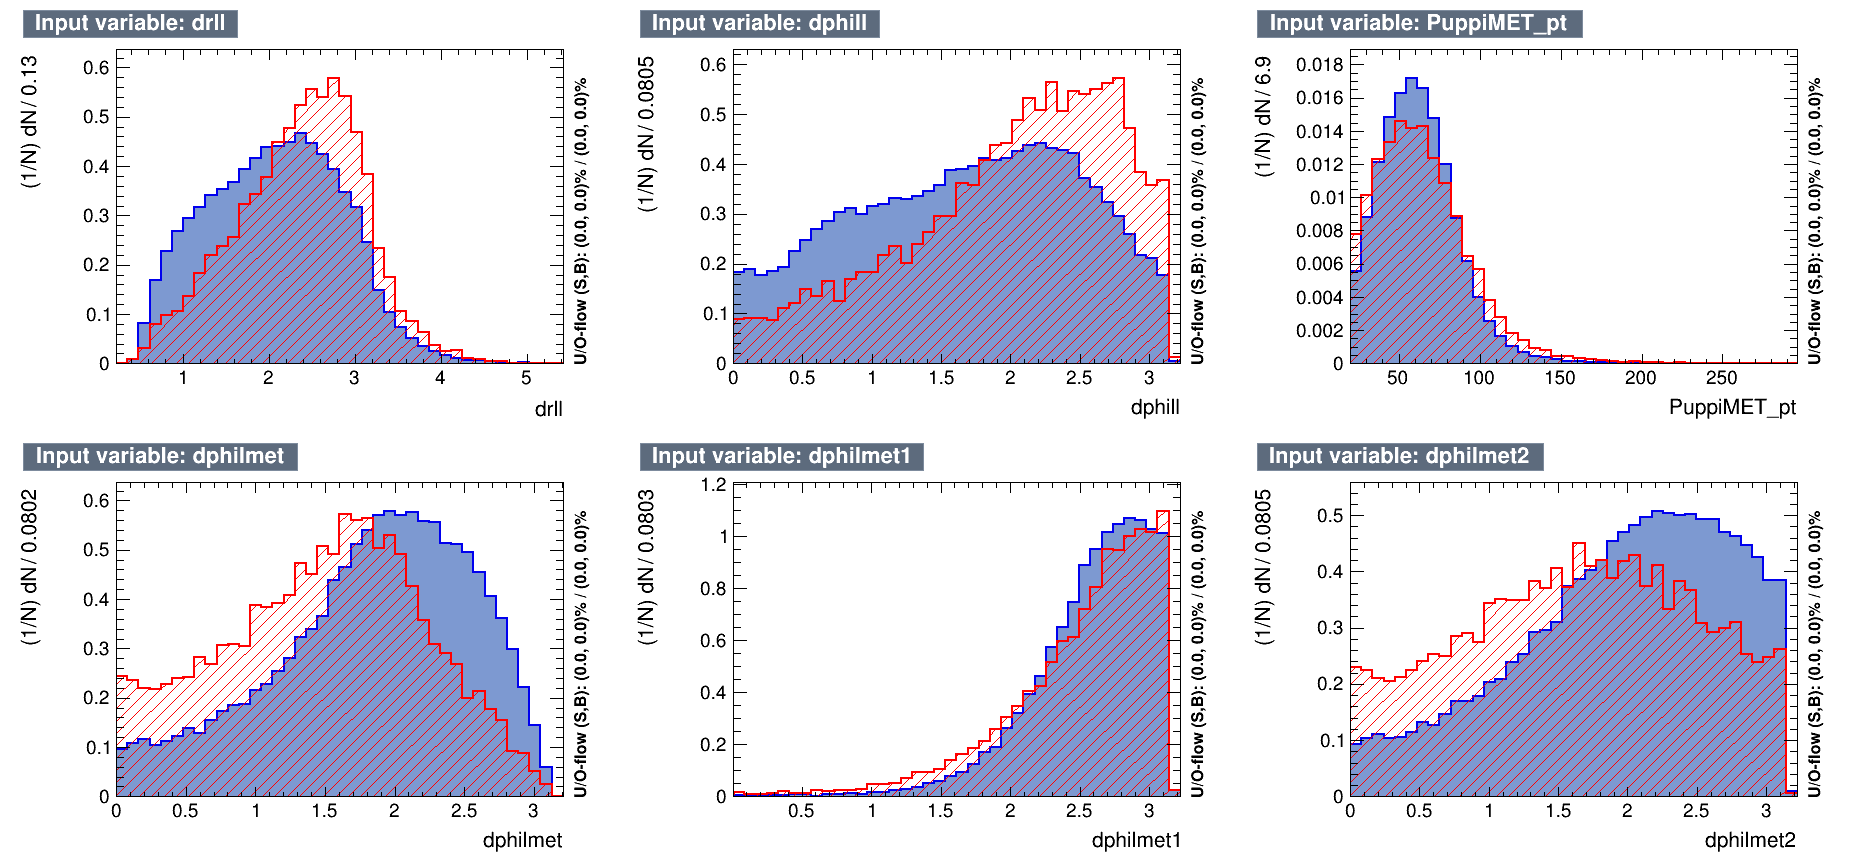 Input variable: drll
(1/N) dN / 0.13
0.6
0.5
0.4
0.3
0.2
0.1
0
1 2 3 4 5
drll
U/O-flow (S,B): (0.0, 0.0)% / (0.0, 0.0)%
Input variable: dphill
(1/N) dN / 0.0805
0.6
0.5
0.4
0.3
0.2
0.1
0
0 0.5 1 1.5 2 2.5 3
dphill
U/O-flow (S,B): (0.0, 0.0)% / (0.0, 0.0)%
Input variable: PuppiMET_pt
(1/N) dN / 6.9
0.018
0.016
0.014
0.012
0.01
0.008
0.006
0.004
0.002
0
50 100 150 200 250
PuppiMET_pt
U/O-flow (S,B): (0.0, 0.0)% / (0.0, 0.0)%
Input variable: dphilmet
(1/N) dN / 0.0802
0.6
0.5
0.4
0.3
0.2
0.1
0
0 0.5 1 1.5 2 2.5 3
dphilmet
U/O-flow (S,B): (0.0, 0.0)% / (0.0, 0.0)%
Input variable: dphilmet1
(1/N) dN / 0.0803
1.2
1
0.8
0.6
0.4
0.2
0
0.5 1 1.5 2 2.5 3
dphilmet1
U/O-flow (S,B): (0.0, 0.0)% / (0.0, 0.0)%
Input variable: dphilmet2
(1/N) dN / 0.0805
0.5
0.4
0.3
0.2
0.1
0
0 0.5 1 1.5 2 2.5 3
dphilmet2
U/O-flow (S,B): (0.0, 0.0)% / (0.0, 0.0)%